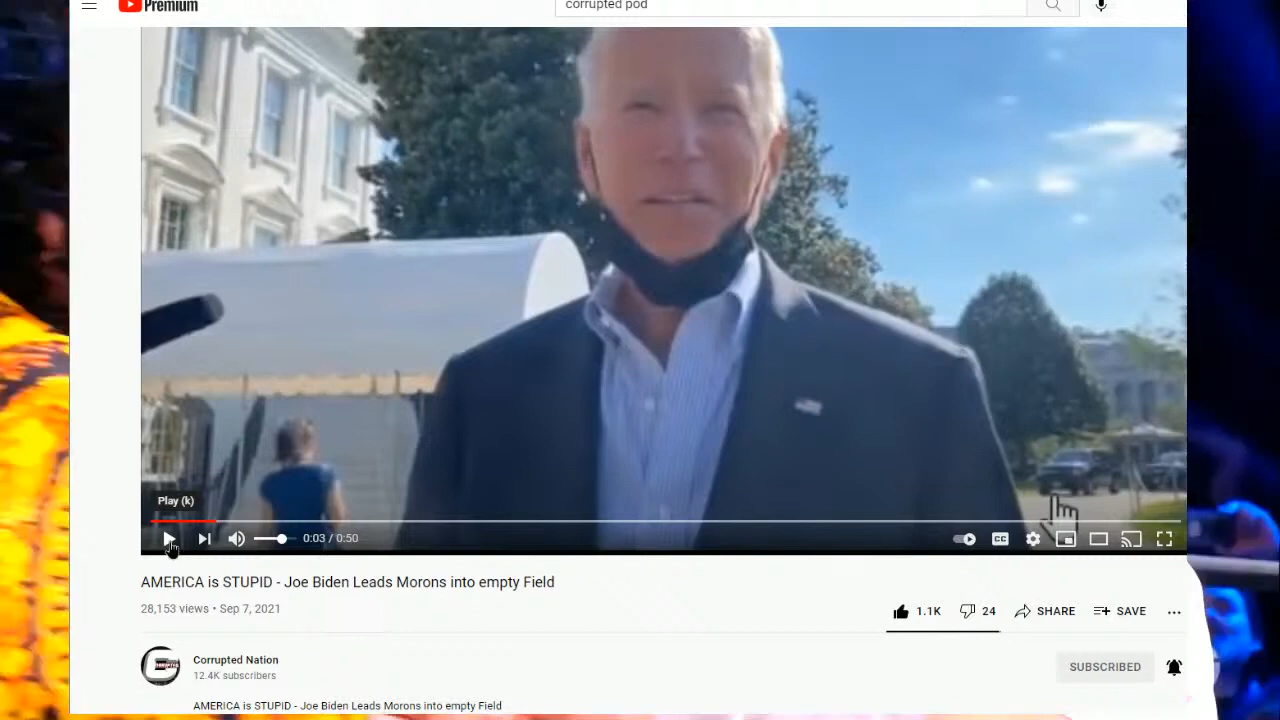 Premium
corrupted pod
Play (k)
0:03 / 0:50
CC
AMERICA is STUPID - Joe Biden Leads Morons into empty Field
28,153 views • Sep 7, 2021
1.1K 24 SHARE SAVE
Corrupted Nation
12.4K subscribers
SUBSCRIBED
AMERICA is STUPID - Joe Biden Leads Morons into empty Field